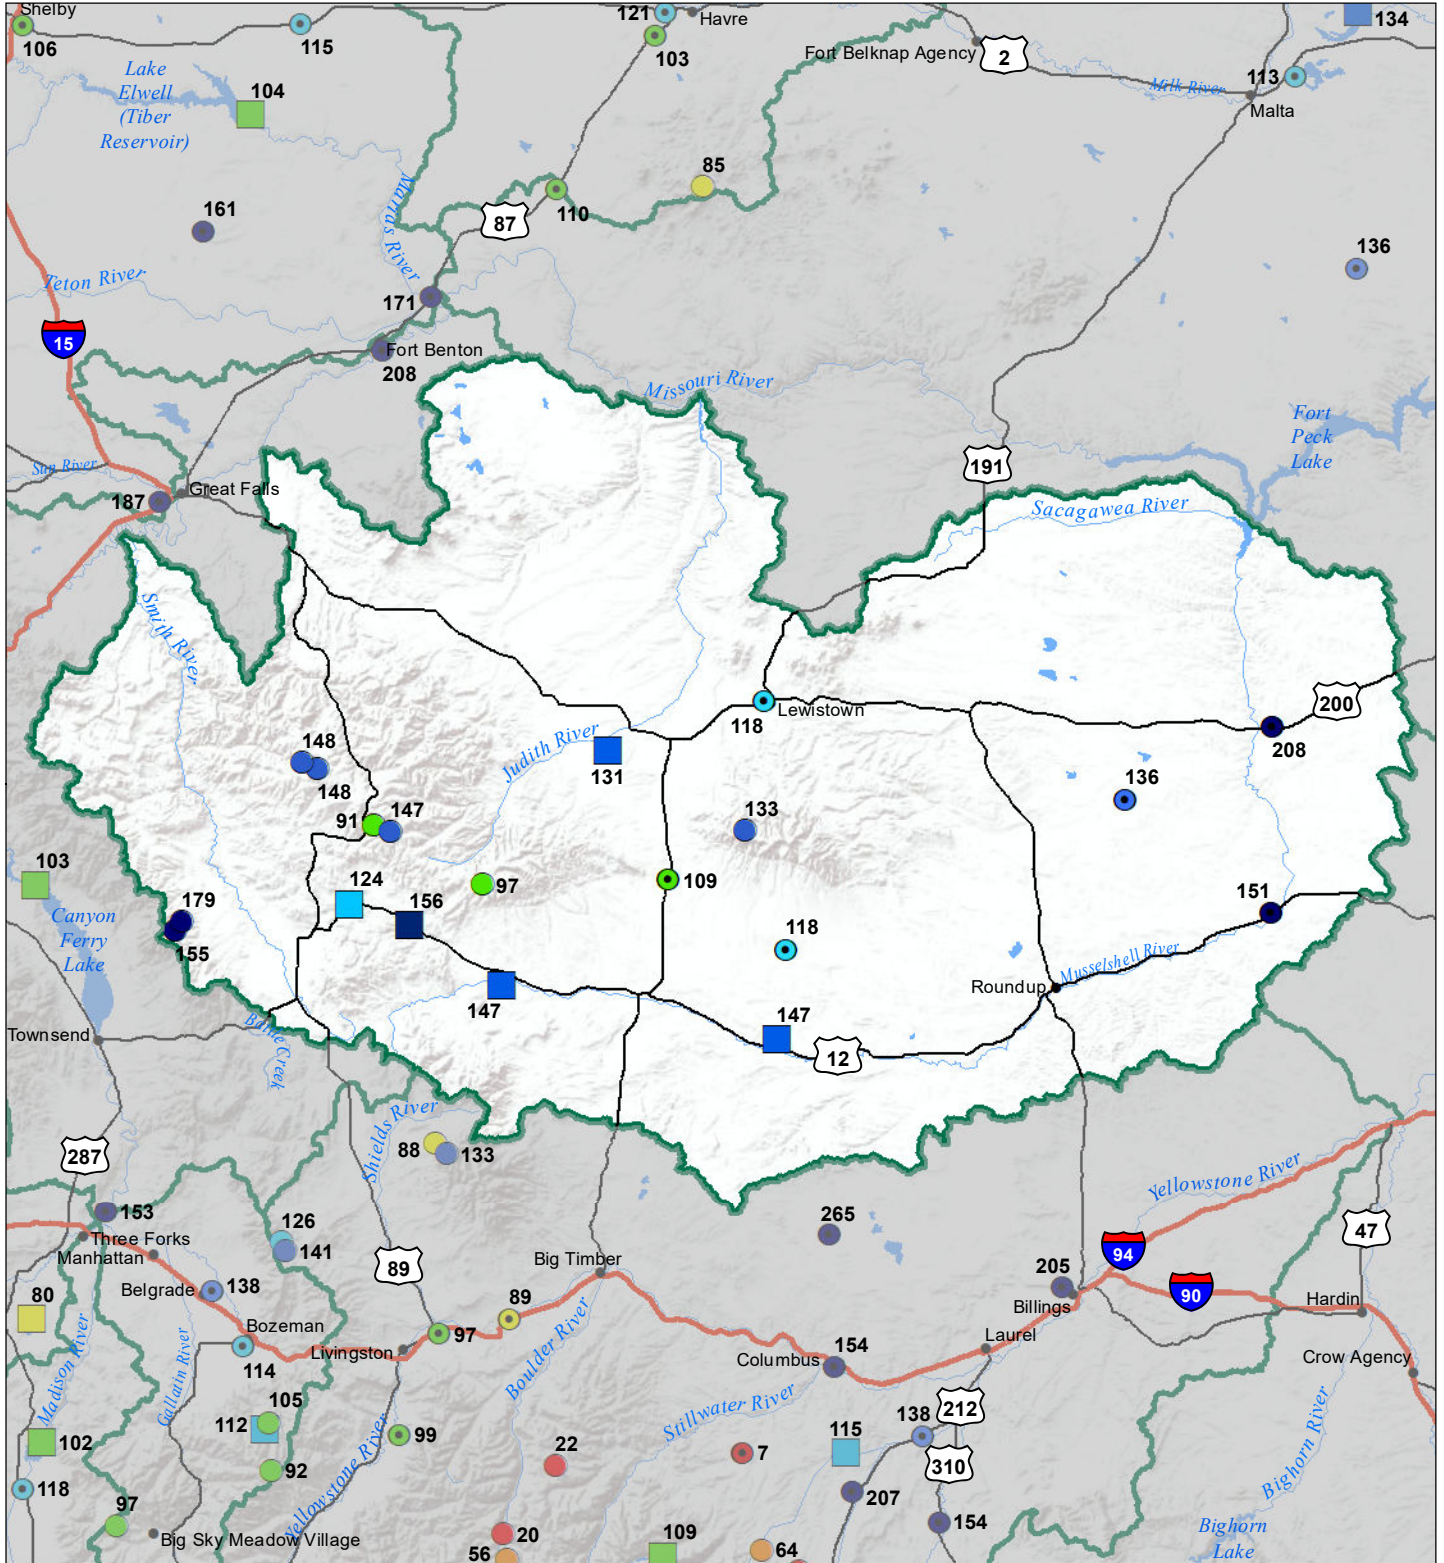 Shelby
106
115
121
Havre
103
Fort Belknap Agency
2
134
Lake
Elwell
(Tiber
Reservoir)
104
Milk River
113
Malta
161
Marias River
85
110
87
136
Teton River
171
15
Fort Benton
208
Missouri River
Fort
Peck
Lake
Sun River
191
187
Great Falls
Sacagawea River
Smith River
200
118
Lewistown
208
148
148
Judith River
131
136
91
147
133
103
124
97
109
179
156
151
Canyon
Ferry
Lake
155
118
Musselshell River
Roundup
147
147
Townsend
Battle Creek
12
Shields River
88
133
287
Yellowstone River
153
126
265
47
Three Forks
Manhattan
141
94
89
Big Timber
205
Belgrade
138
90
80
89
Billings
Hardin
Bozeman
97
Laurel
Livingston
114
Madison River
Gallatin River
Boulder River
Columbus
154
Crow Agency
105
112
Stillwater River
212
99
115
138
102
22
7
310
92
Yellowstone River
Bighorn River
118
207
97
Big Sky Meadow Village
20
154
Bighorn
Lake
56
109
64